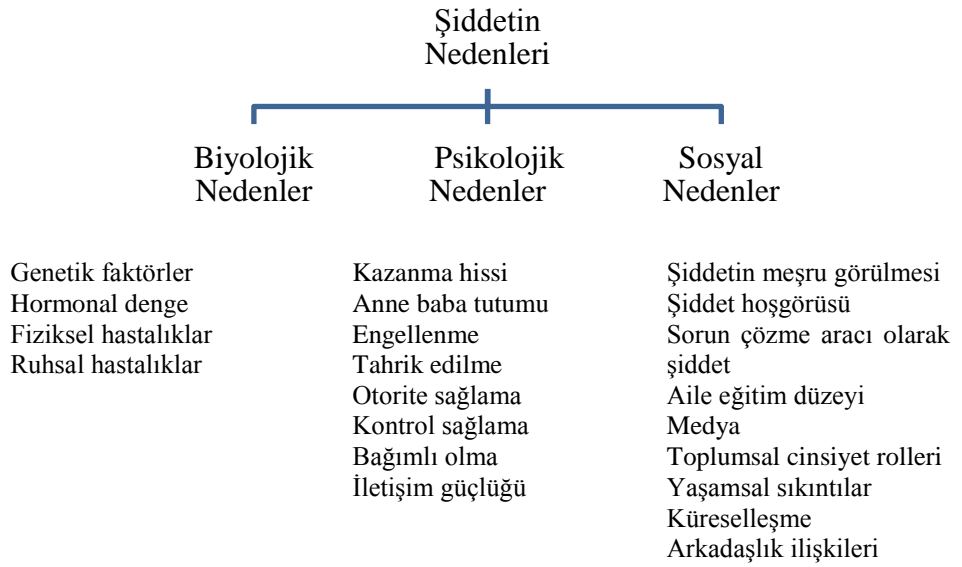 Şiddetin
Nedenleri
Biyolojik
Nedenler
Psikolojik
Nedenler
Sosyal
Nedenler
Genetik faktörler
Hormonal denge
Fiziksel hastalıklar
Ruhsal hastalıklar
Kazanma hissi
Anne baba tutumu
Engellenme
Tahrik edilme
Otorite sağlama
Kontrol sağlama
Bağımlı olma
İletişim güçlüğü
Şiddetin meşru görülmesi
Şiddet hoşgörüsü
Sorun çözme aracı olarak
şiddet
Aile eğitim düzeyi
Medya
Toplumsal cinsiyet rolleri
Yaşamsal sıkıntılar
Küreselleşme
Arkadaşlık ilişkileri